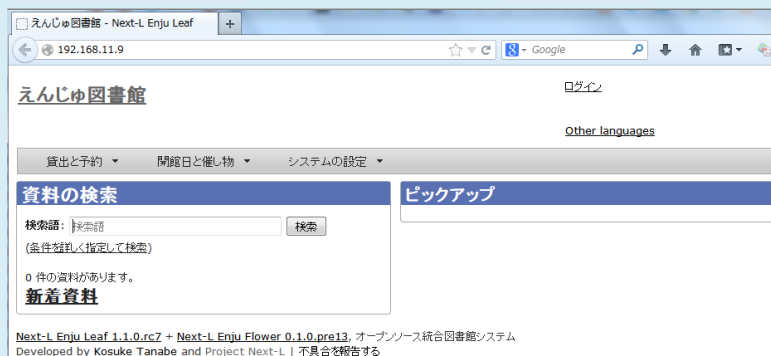 えんじゅ図書館 - Next-L Enju Leaf
192.168.11.9
Google
えんじゅ図書館
ログイン
Other languages
貸出と予約 開館日と催し物 システムの設定
資料の検索
ピックアップ
検索語: 検索語 検索
(条件を詳しく指定して検索)
0 件の資料があります。
新着資料
Next-L Enju Leaf 1.1.0.rc7 + Next-L Enju Flower 0.1.0.pre13, オープンソース統合図書館システム
Developed by Kosuke Tanabe and Project Next-L | 不具合を報告する